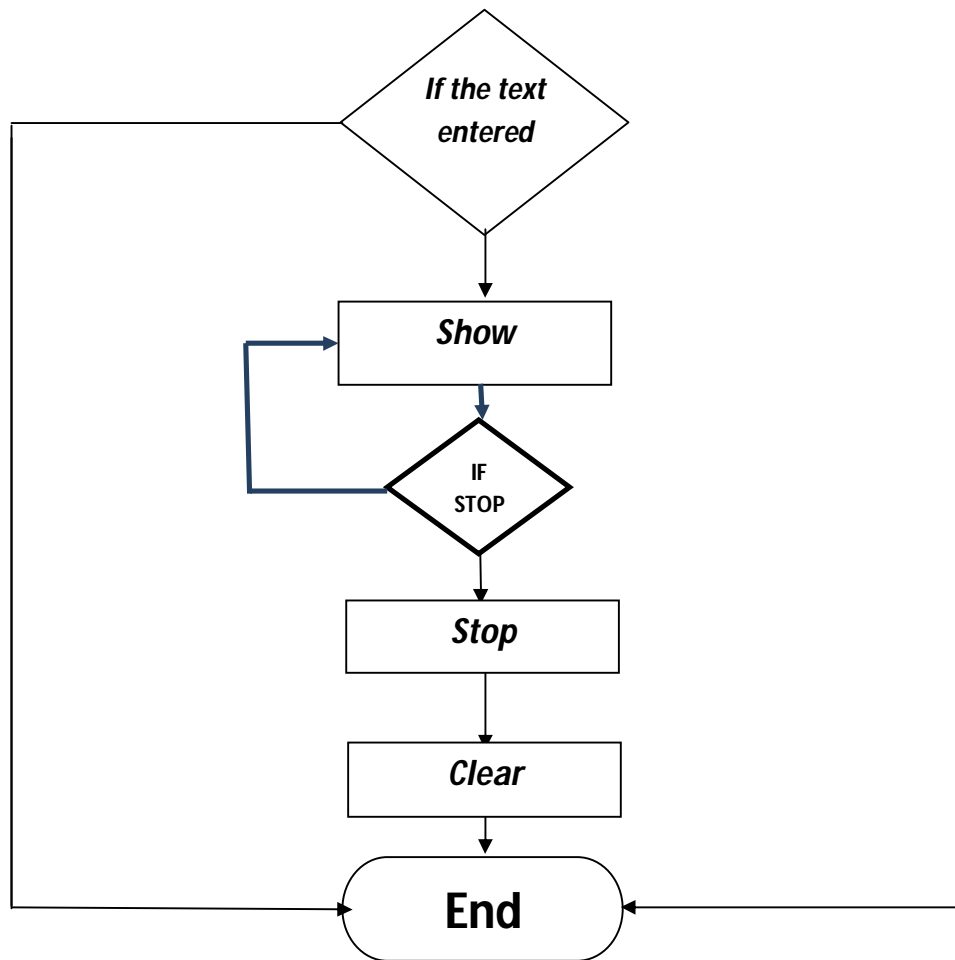 If the text
entered
Show
IF
STOP
Stop
Clear
End